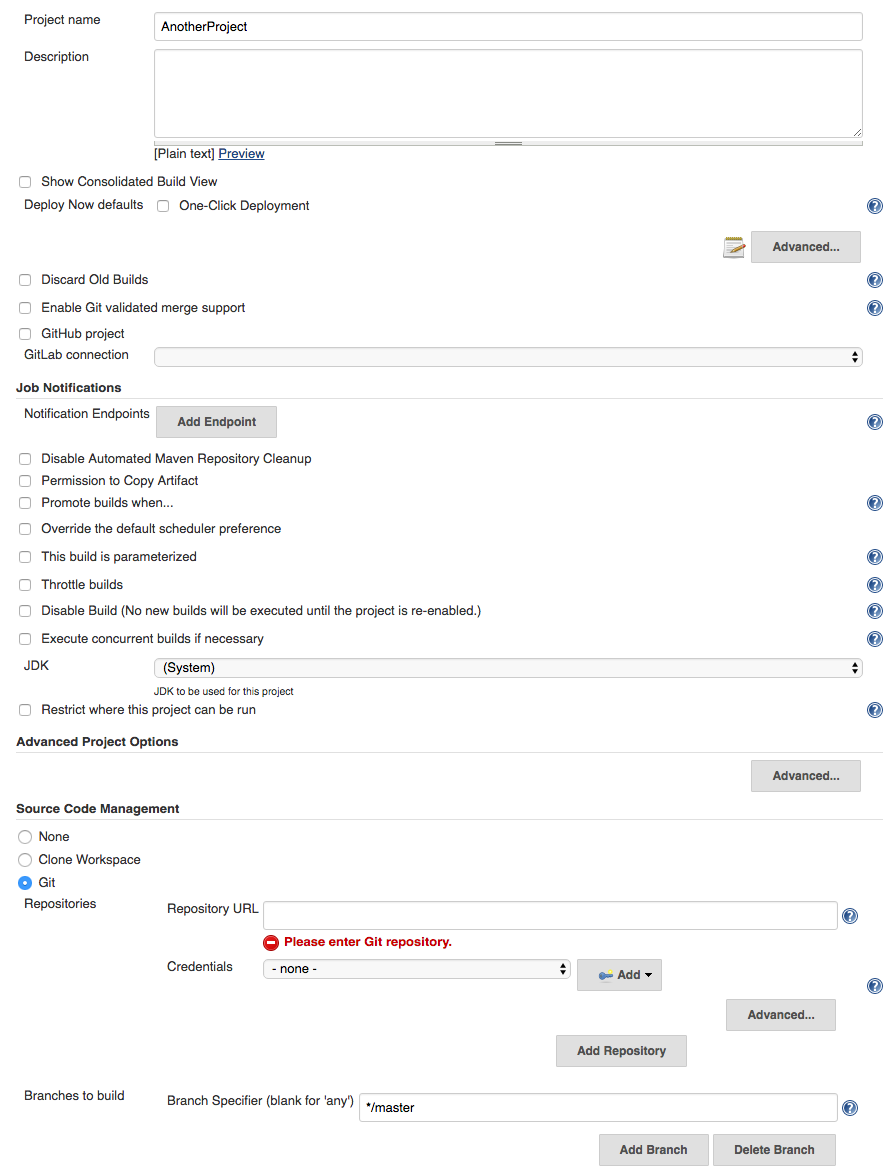 Project name
AnotherProject
Description
[Plain text] Preview
Show Consolidated Build View
Deploy Now defaults One-Click Deployment
Advanced...
Discard Old Builds
Enable Git validated merge support
GitHub project
GitLab connection
Job Notifications
Notification Endpoints Add Endpoint
Disable Automated Maven Repository Cleanup
Permission to Copy Artifact
Promote builds when...
Override the default scheduler preference
This build is parameterized
Throttle builds
Disable Build (No new builds will be executed until the project is re-enabled.)
Execute concurrent builds if necessary
JDK (System)
JDK to be used for this project
Restrict where this project can be run
Advanced Project Options
Advanced...
Source Code Management
None
Clone Workspace
Git
Repositories Repository URL
Please enter Git repository.
Credentials - none - Add
Advanced...
Add Repository
Branches to build Branch Specifier (blank for 'any') */master
Add Branch Delete Branch